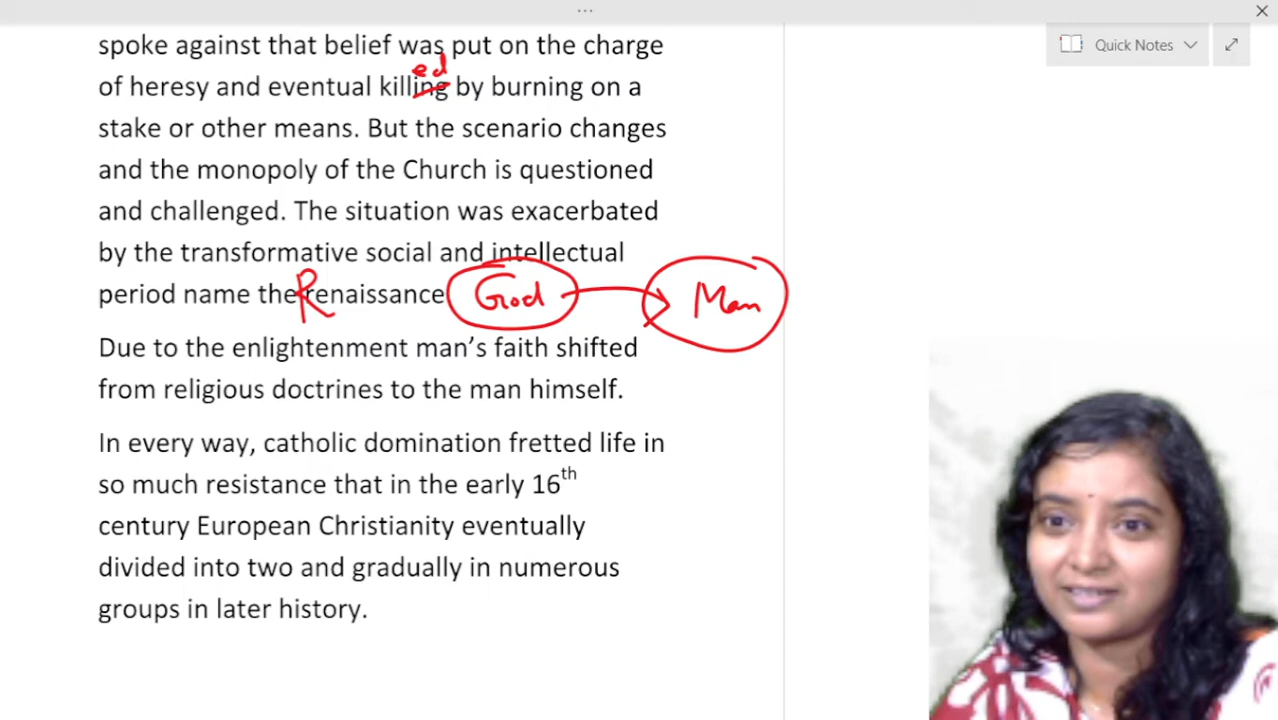 Quick Notes
spoke against that belief was put on the charge
ed
of heresy and eventual killing by burning on a
stake or other means. But the scenario changes
and the monopoly of the Church is questioned
and challenged. The situation was exacerbated
by the transformative social and intellectual
period name the Renaissance God Man
Due to the enlightenment man's faith shifted
from religious doctrines to the man himself.
In every way, catholic domination fretted life in
so much resistance that in the early 16th
century European Christianity eventually
divided into two and gradually in numerous
groups in later history.